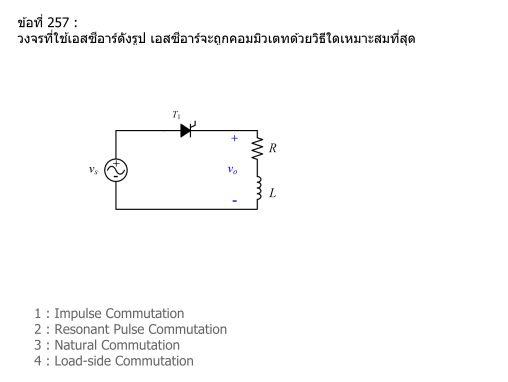 ข้อที่ 257 :
วงจรที่ใช้เอสซีอาร์ดังรูป เอสซีอาร์จะถูกคอมมิวเตทด้วยวิธีใดเหมาะสมที่สุด
T1
+
R
vs
+
-
vo
L
-
1 : Impulse Commutation
2 : Resonant Pulse Commutation
3 : Natural Commutation
4 : Load-side Commutation